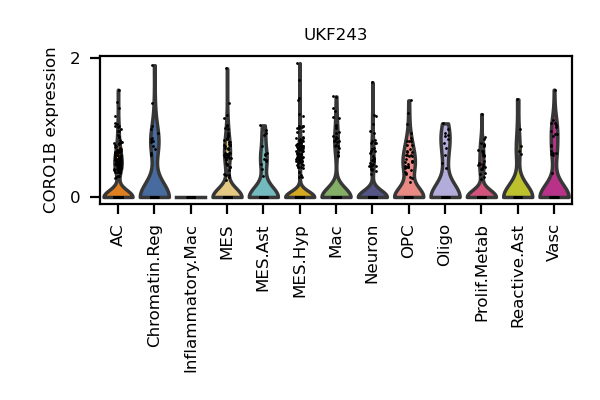 UKF243
CORO1B expression
2
0
AC
Chromatin.Reg
Inflammatory.Mac
MES
MES.Ast
MES.Hyp
Mac
Neuron
OPC
Oligo
Prolif.Metab
Reactive.Ast
Vasc